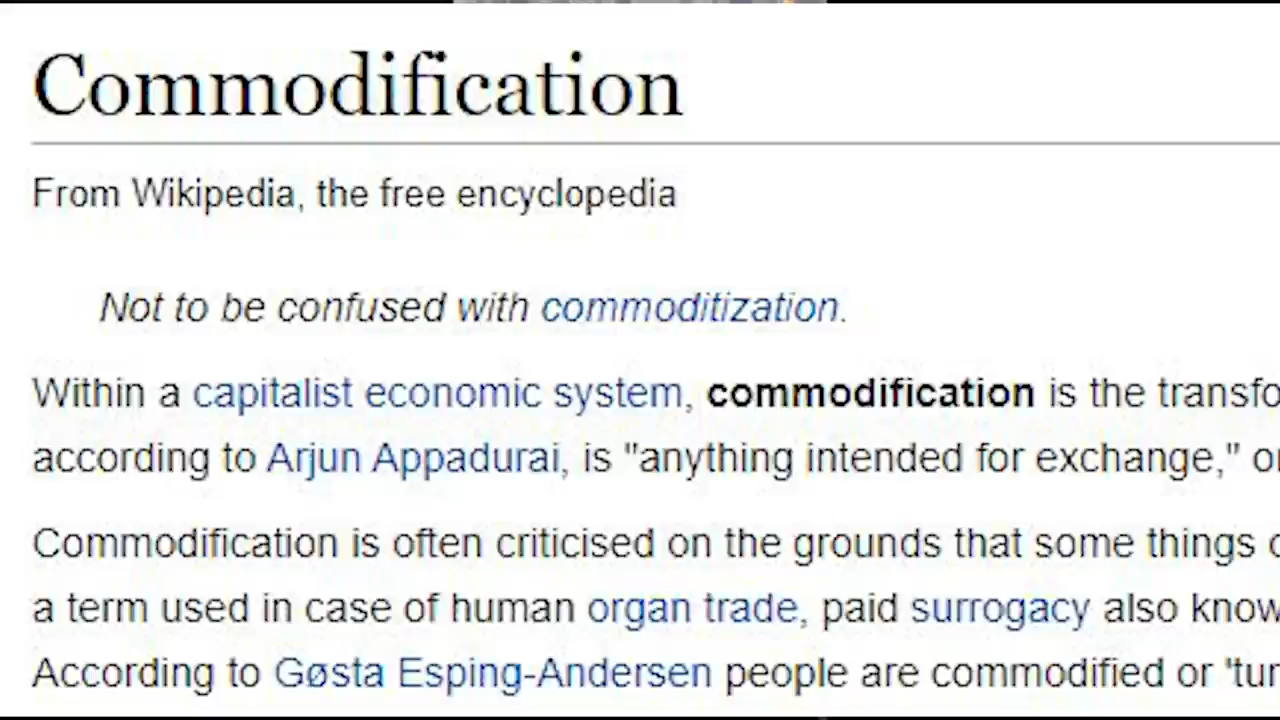 Commodification
From Wikipedia, the free encyclopedia
Not to be confused with commoditization.
Within a capitalist economic system, commodification is the transfo
according to Arjun Appadurai, is "anything intended for exchange," or
Commodification is often criticised on the grounds that some things
a term used in case of human organ trade, paid surrogacy also know
According to Gøsta Esping-Andersen people are commodified or 'tur